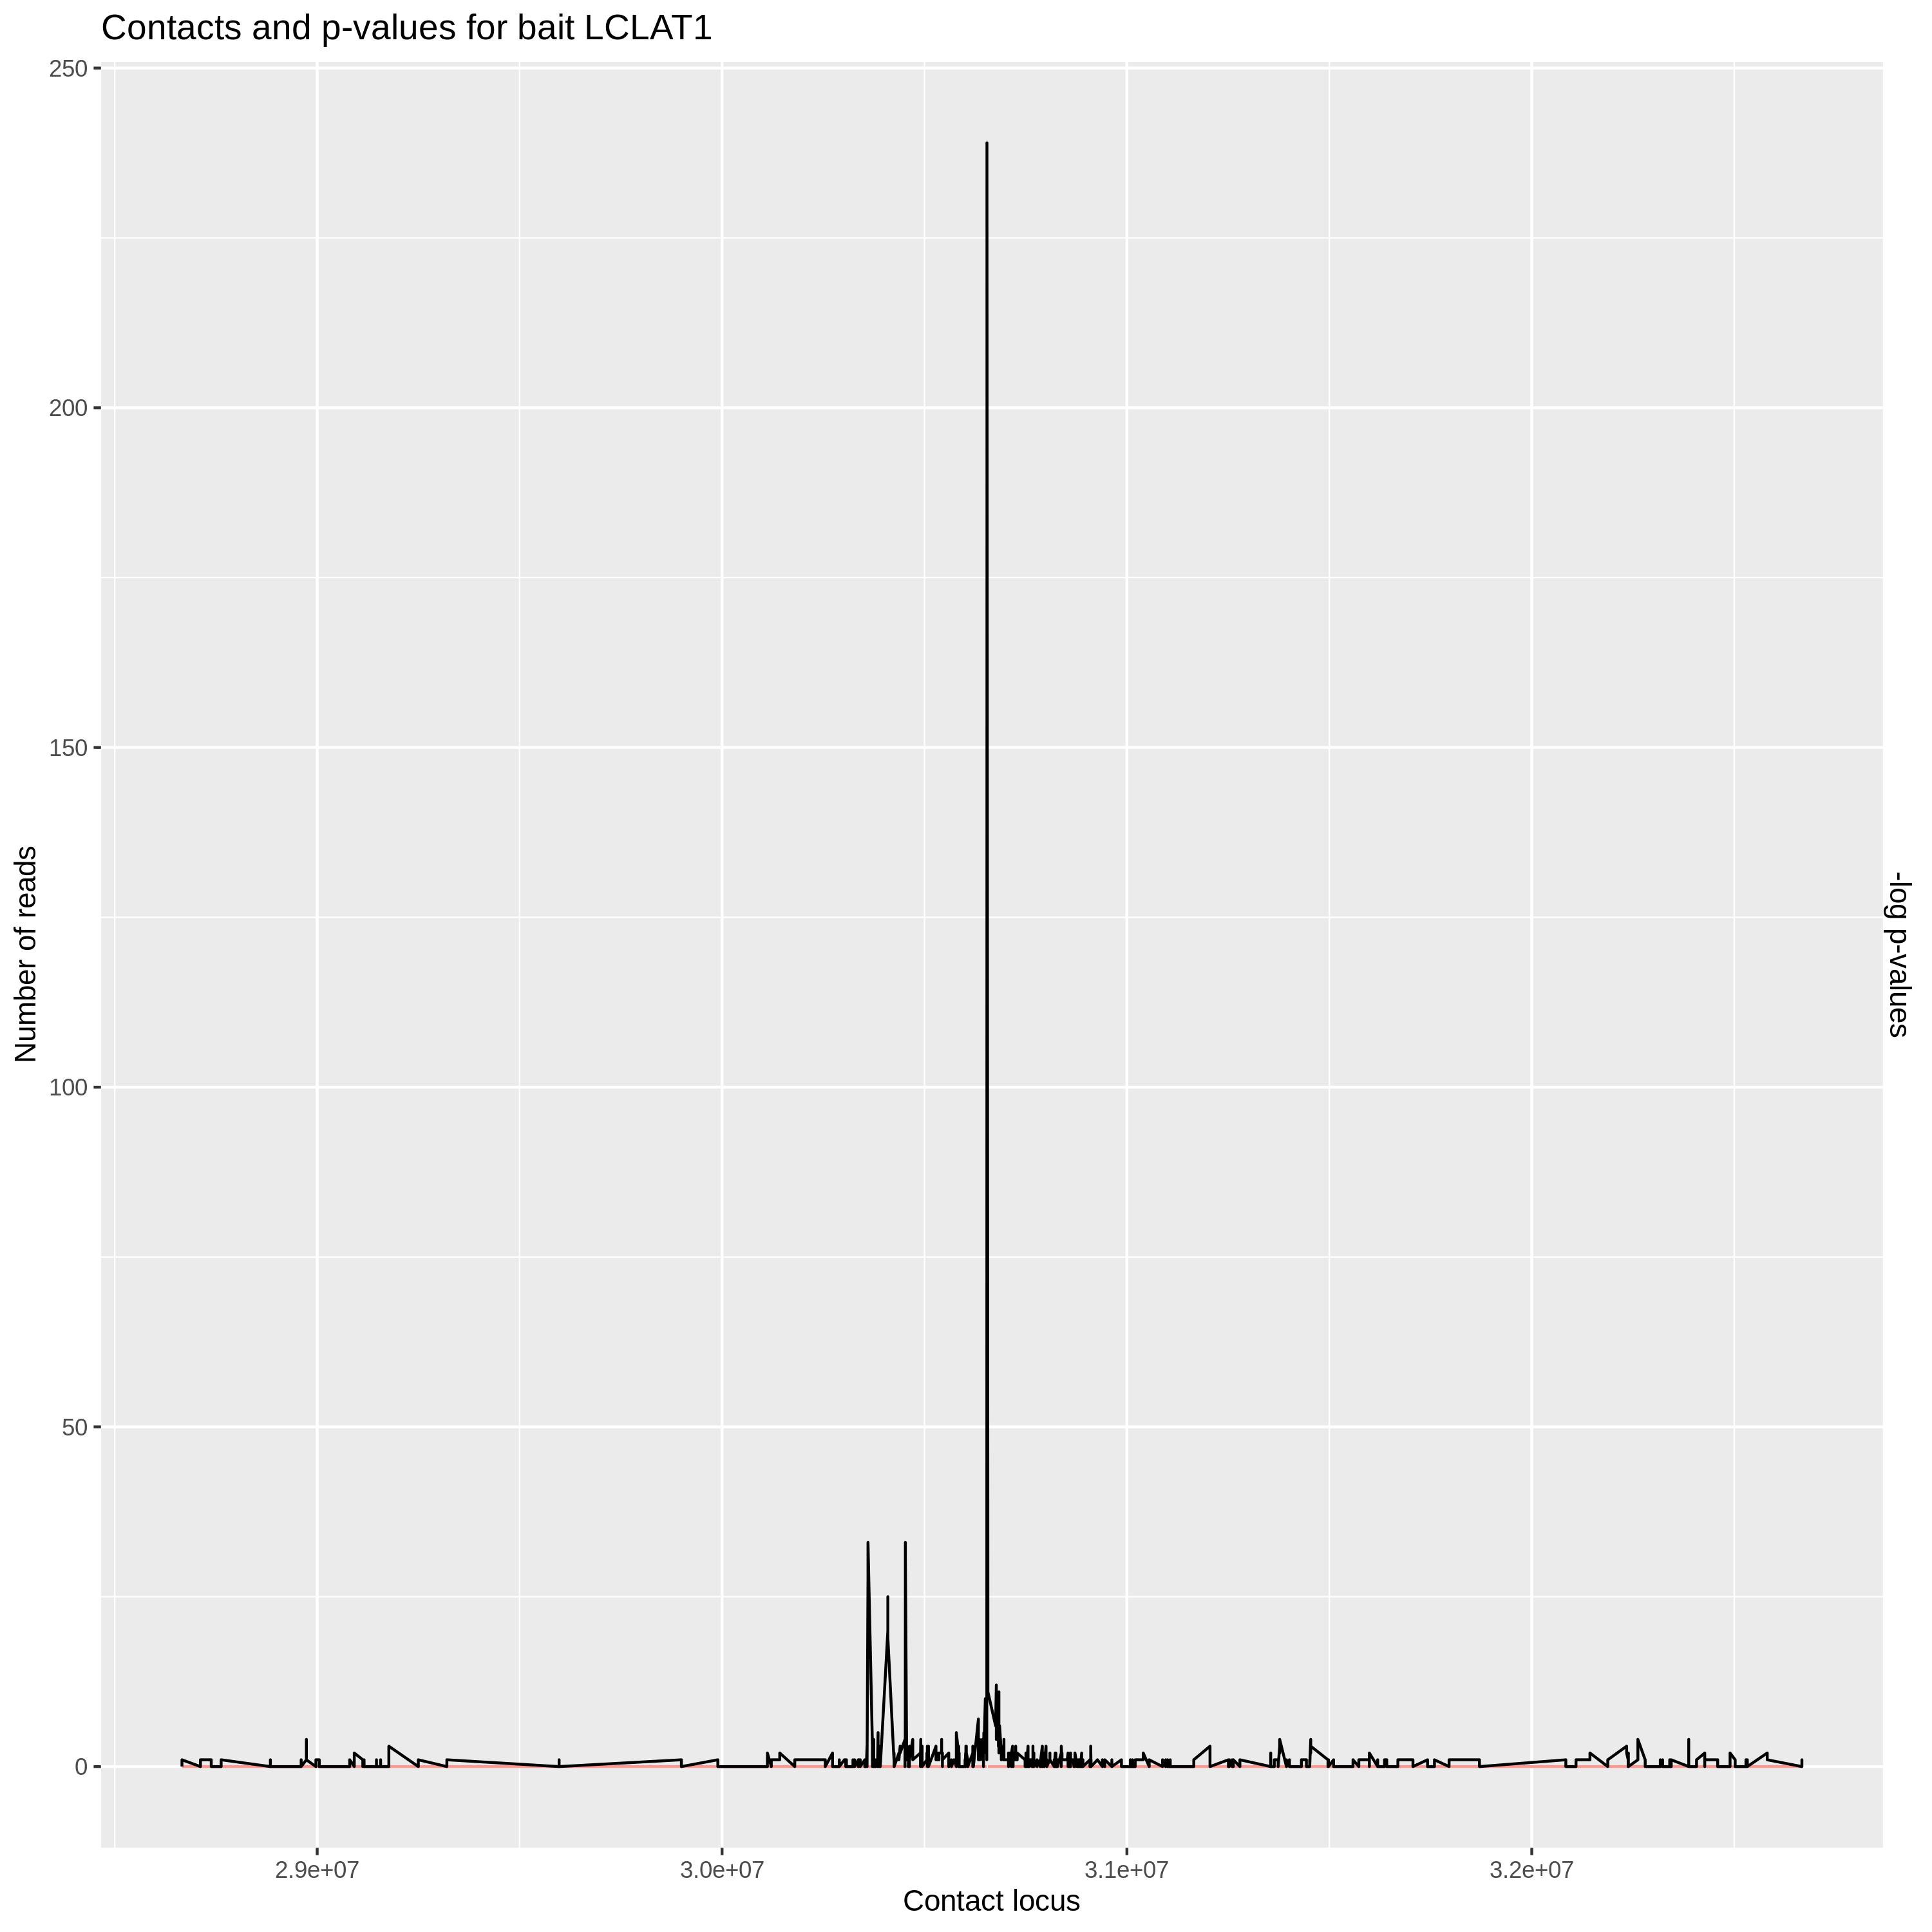 Contacts and p-values for bait LCLAT1
250
200
150
100
50
0
Number of reads
-log p-values
2.9e+07
3.0e+07
3.1e+07
3.2e+07
Contact locus